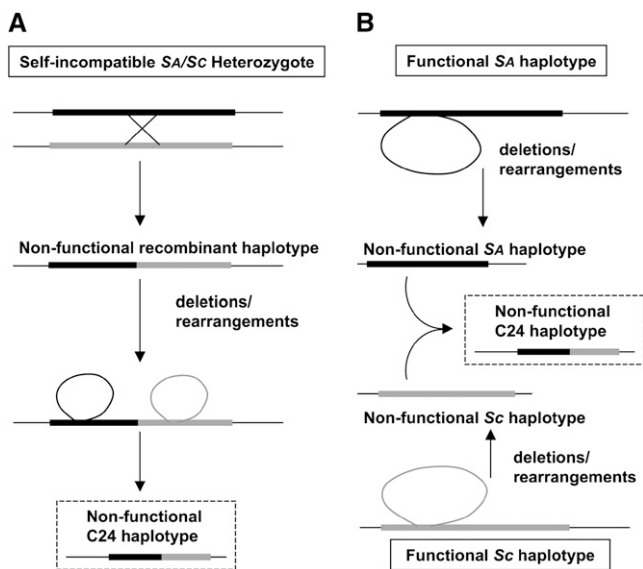 A
Self-incompatible SA/SC Heterozygote
Non-functional recombinant haplotype
deletions/
rearrangements
Non-functional
C24 haplotype
B
Functional SA haplotype
deletions/
rearrangements
Non-functional SA haplotype
Non-functional
C24 haplotype
Non-functional Sc haplotype
deletions/
rearrangements
Functional Sc haplotype